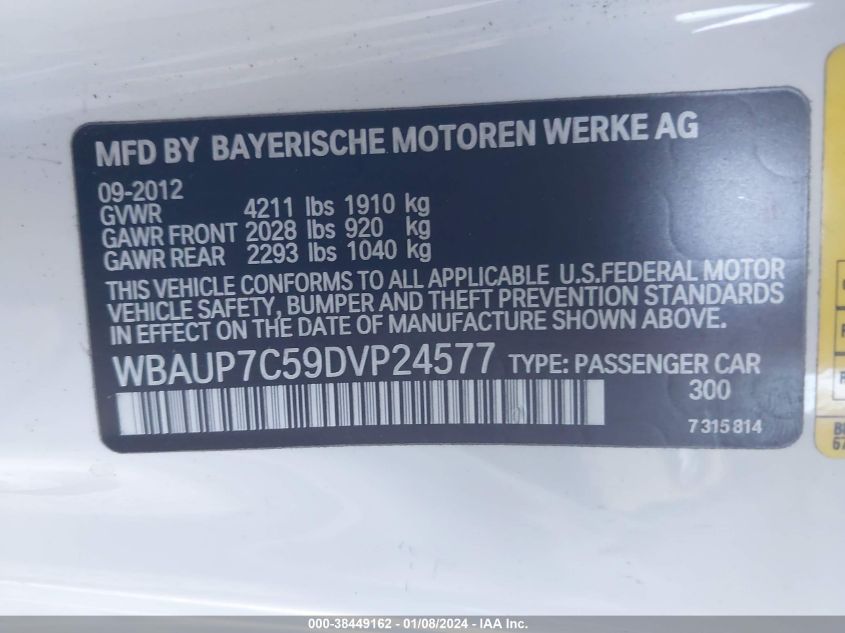 MFD BY BAYERISCHE MOTOREN WERKE AG
09-2012
GVWR 4211 lbs 1910 kg
GAWR FRONT 2028 lbs 920 kg
GAWR REAR 2293 lbs 1040 kg
THIS VEHICLE CONFORMS TO ALL APPLICABLE U.S.FEDERAL MOTOR
VEHICLE SAFETY, BUMPER AND THEFT PREVENTION STANDARDS
IN EFFECT ON THE DATE OF MANUFACTURE SHOWN ABOVE.
WBAUP7C59DVP24577 TYPE: PASSENGER CAR
300
7315814
000-38449162 - 01/08/2024 - IAA Inc.